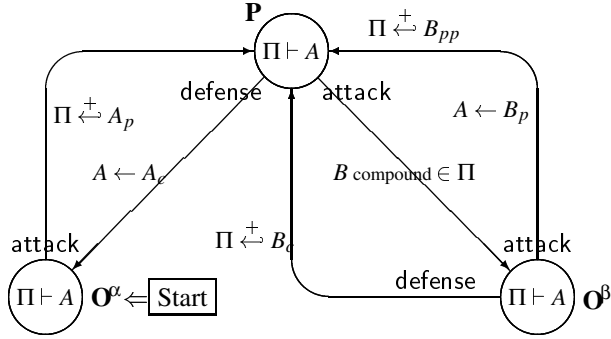 P
Π ⊢ A
Π ↩⁺ B_pp
defense
attack
Π ↩⁺ A_p
A ← B_p
A ← A_c
B compound ∈ Π
Π ↩⁺ B_c
attack
attack
defense
Π ⊢ A
O^α ⇐ Start
Π ⊢ A
O^β